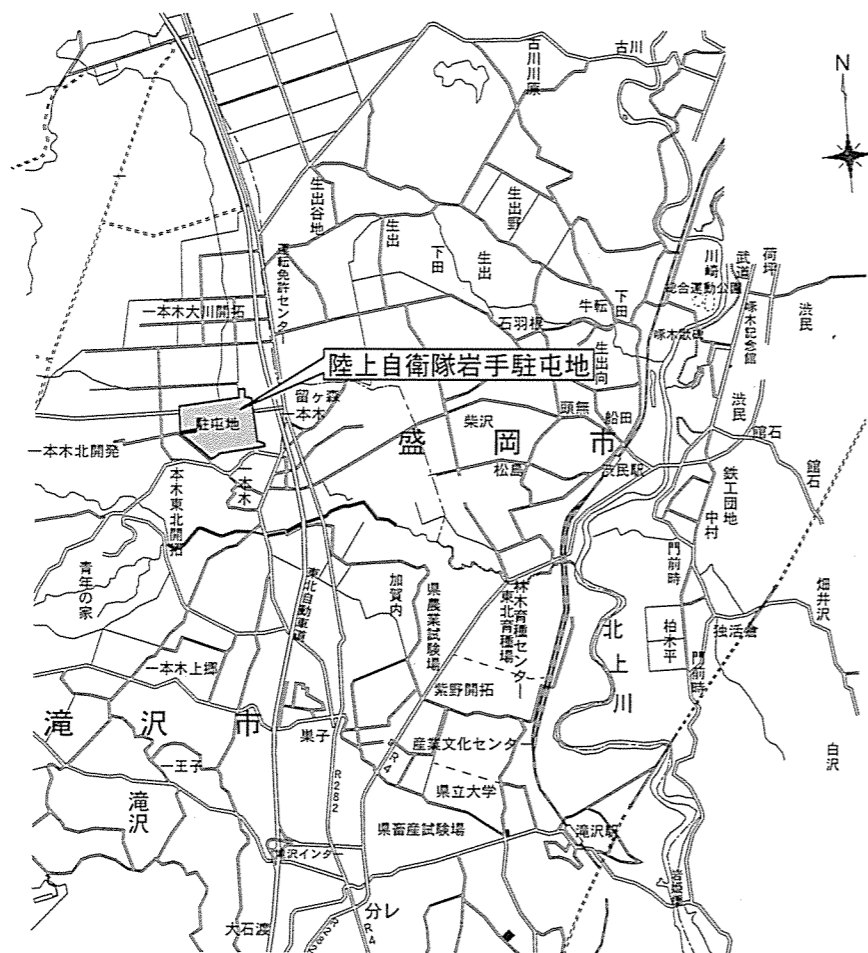 古川
古川川原
N
生出谷地
生出
下田
生出
生出野
運転免許センター
川崎
武道
荷坪
総合運動公園
啄木記念館
渋民
牛転
下田
一本木大川開拓
石羽根
啄木歌碑
陸上自衛隊岩手駐屯地
生出向
留ヶ森
一本木
駐屯地
柴沢
頭無
船田
渋民
館石
盛岡市
一本木北開発
松島
渋民駅
館石
一本木
本木東北開拓
鉄工団地
中村
門前時
青年の家
東北自動車道
加賀内
県農業試験場
林木育種センター
東北育種場
畑井沢
北上川
柏木平
独活倉
門前時
一本木上郷
紫野開拓
滝沢市
巣子
産業文化センター
R4
白沢
一王子
R282
県立大学
滝沢
県畜産試験場
滝沢駅
滝沢インター
分レ
大石渡
R282
R4